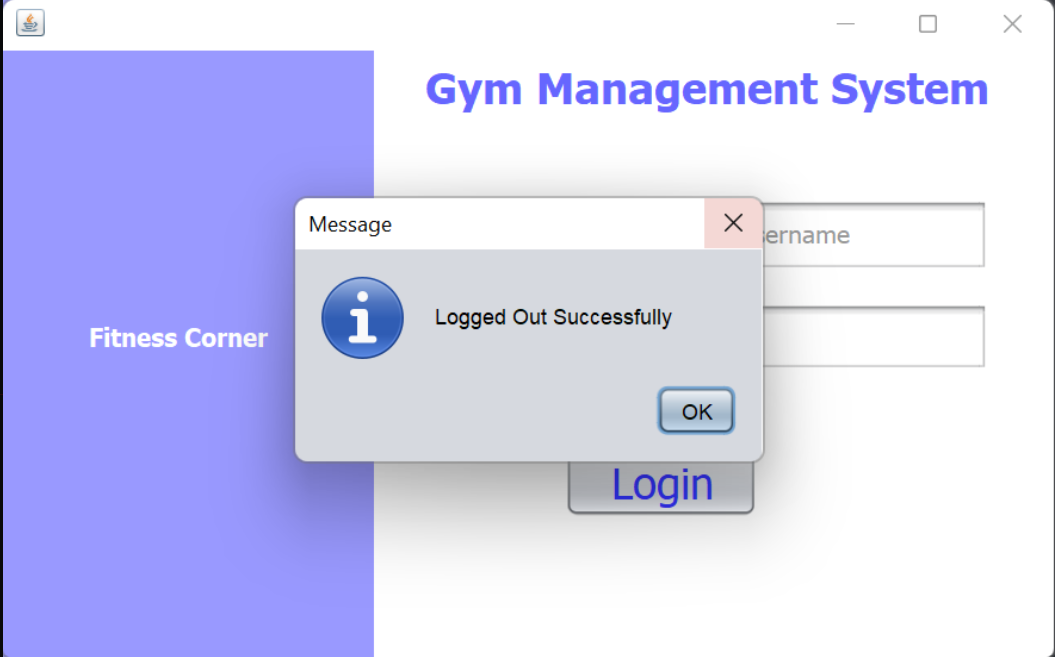 Gym Management System
Message
Logged Out Successfully
OK
Fitness Corner
Login